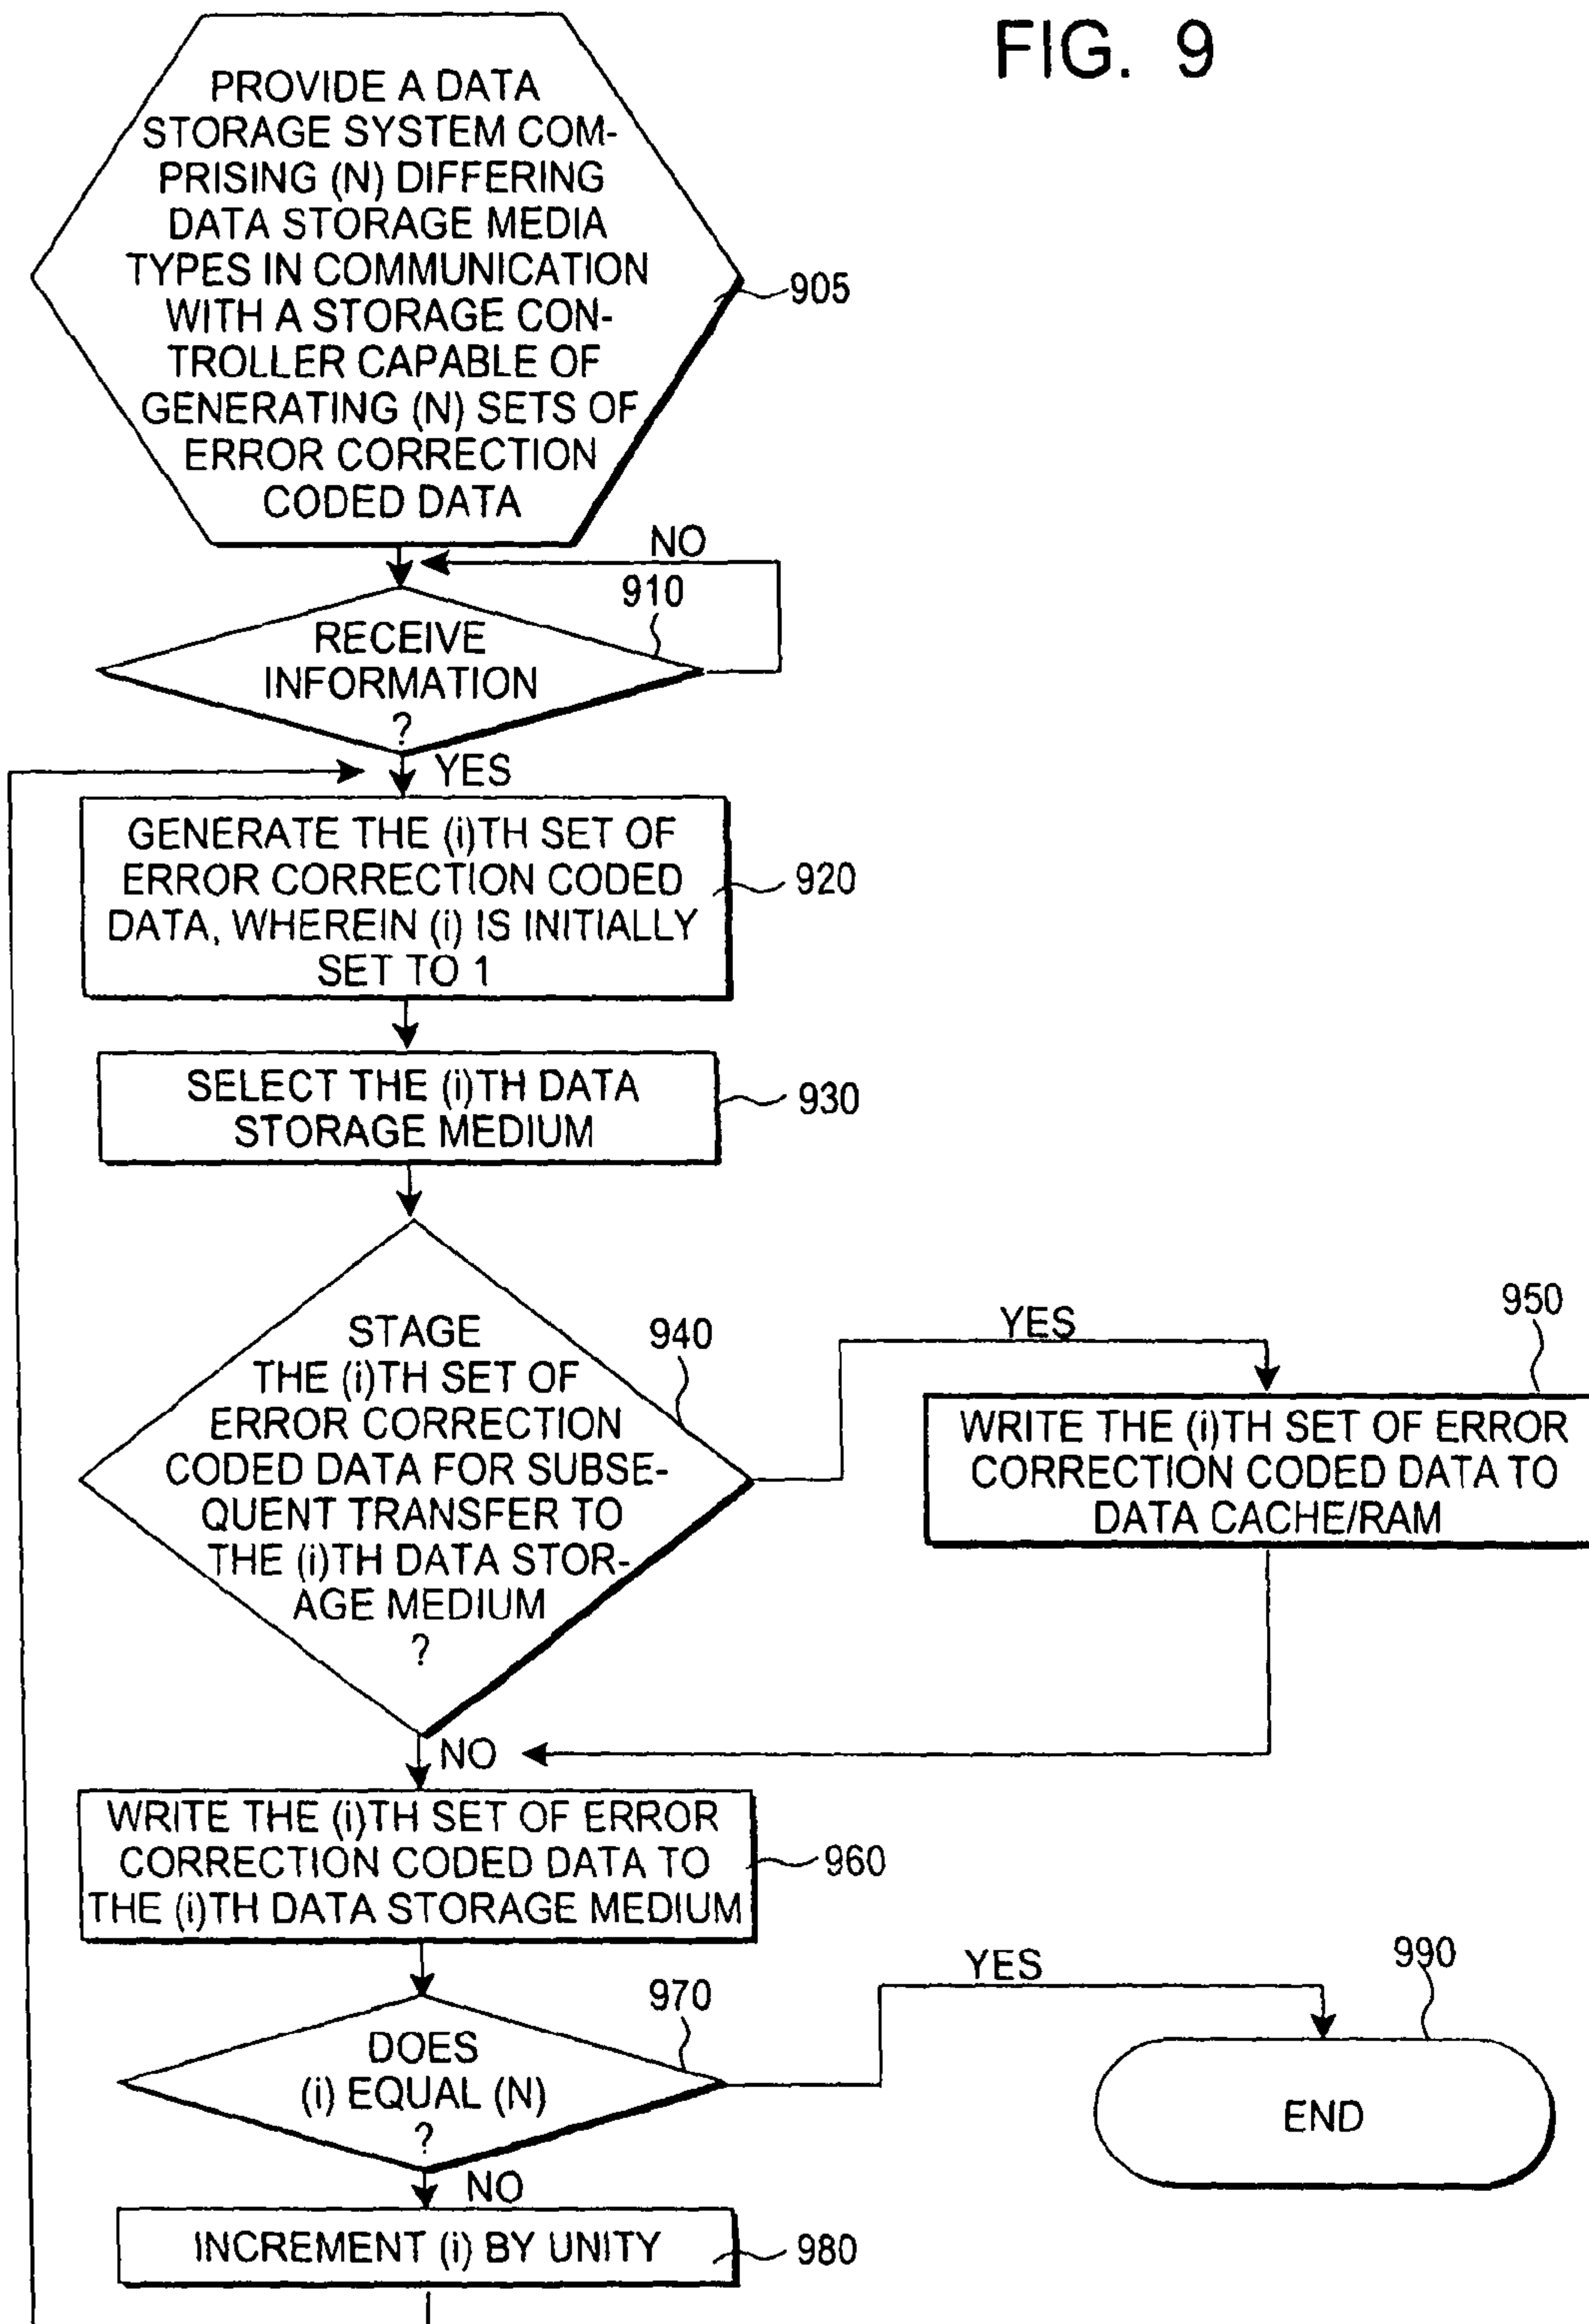 FIG. 9
PROVIDE A DATA
STORAGE SYSTEM COM-
PRISING (N) DIFFERING
DATA STORAGE MEDIA
TYPES IN COMMUNICATION
WITH A STORAGE CON-
TROLLER CAPABLE OF
GENERATING (N) SETS OF
ERROR CORRECTION
CODED DATA.
905
NO
910
RECEIVE
INFORMATION
?
YES
GENERATE THE (i)TH SET OF
ERROR CORRECTION CODED
DATA, WHEREIN (i) IS INITIALLY
SET TO 1
920
SELECT THE (i)TH DATA
STORAGE MEDIUM
930
STAGE
THE (i)TH SET OF
ERROR CORRECTION
CODED DATA FOR SUBSE-
QUENT TRANSFER TO
THE (i)TH DATA STOR-
AGE MEDIUM
?
940
YES
950
WRITE THE (i)TH SET OF ERROR
CORRECTION CODED DATA TO
DATA CACHE/RAM
NO
WRITE THE (i)TH SET OF ERROR
CORRECTION CODED DATA TO
THE (i)TH DATA STORAGE MEDIUM
960
970
DOES
(i) EQUAL (N)
?
YES
990
END
NO
INCREMENT (i) BY UNITY
980